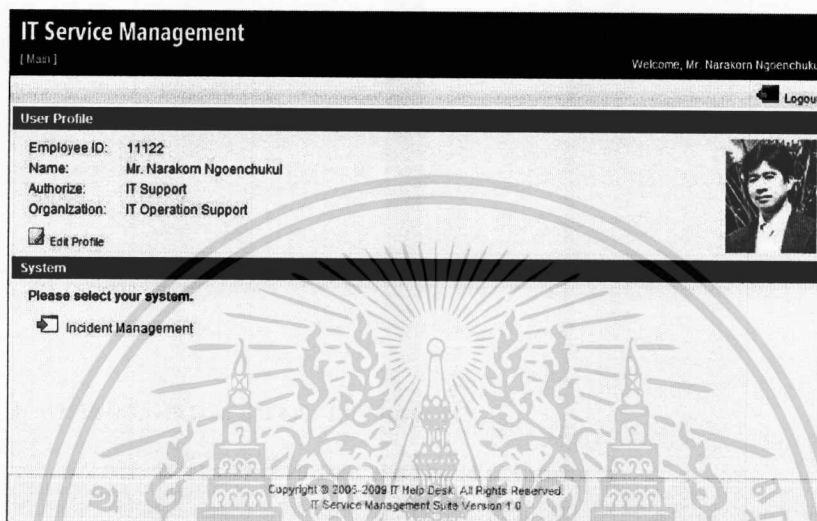 IT Service Management
[ Main ]
Welcome, Mr. Narakorn Ngoenchukul
Logout
User Profile
Employee ID: 11122
Name: Mr. Narakorn Ngoenchukul
Authorize: IT Support
Organization: IT Operation Support
Edit Profile
System
Please select your system.
Incident Management
Copyright © 2005-2009 IT Help Desk. All Rights Reserved.
IT Service Management Suite Version 1.0